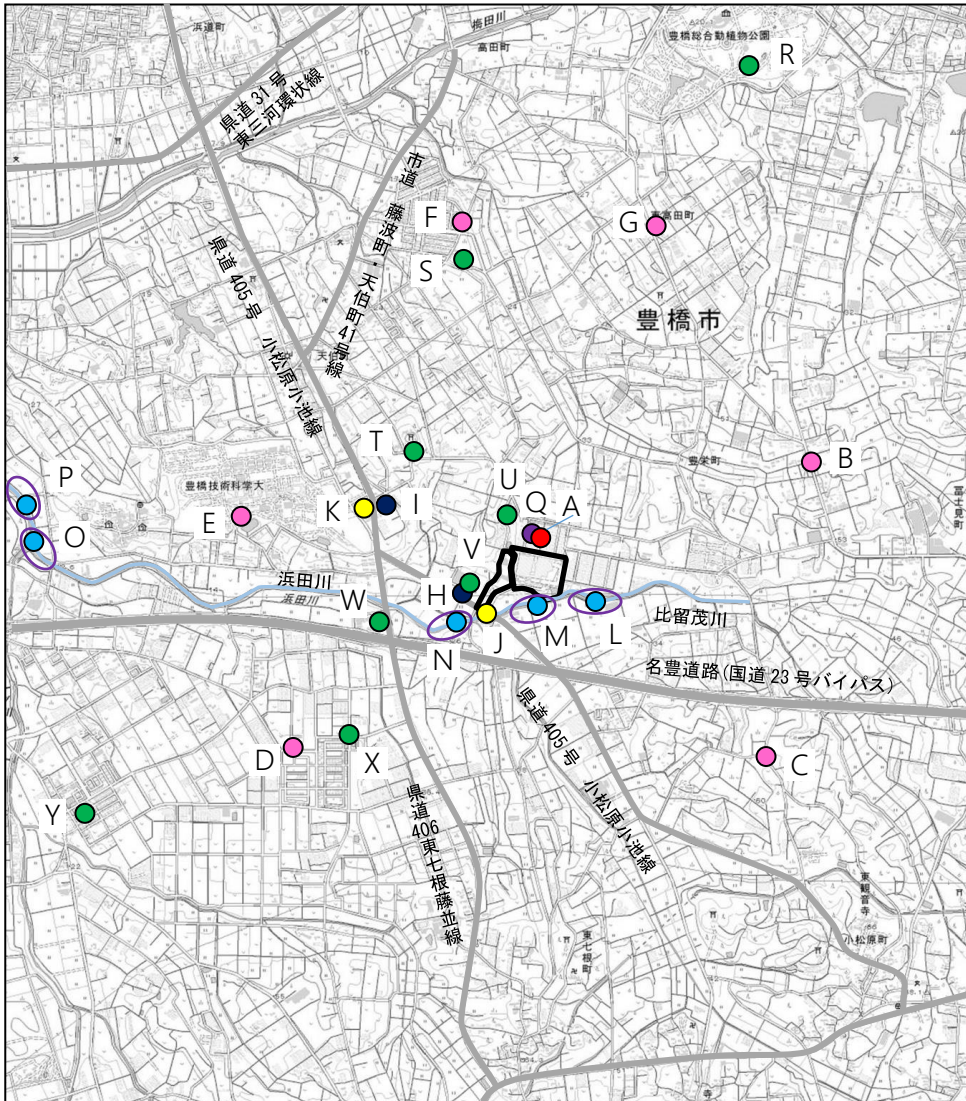 浜道町
梅田川
高田町
豊橋総合動植物公園
R
県道31号
東三河環状線
市道 藤波町・天伯町41号線
F
G
東高田町
S
県道405号 小松原小池線
豊橋市
天伯町
T
豊栄町
B
富士見町
P
豊橋技術科学大
U
Q
A
K
I
E
O
V
浜田川
浜田川
H
W
比留茂川
N
J
M
L
名豊道路(国道23号バイパス)
県道405号 小松原小池線
D
X
C
Y
県道406東七根藤並線
東観音寺
小松原町
東七根町
寺